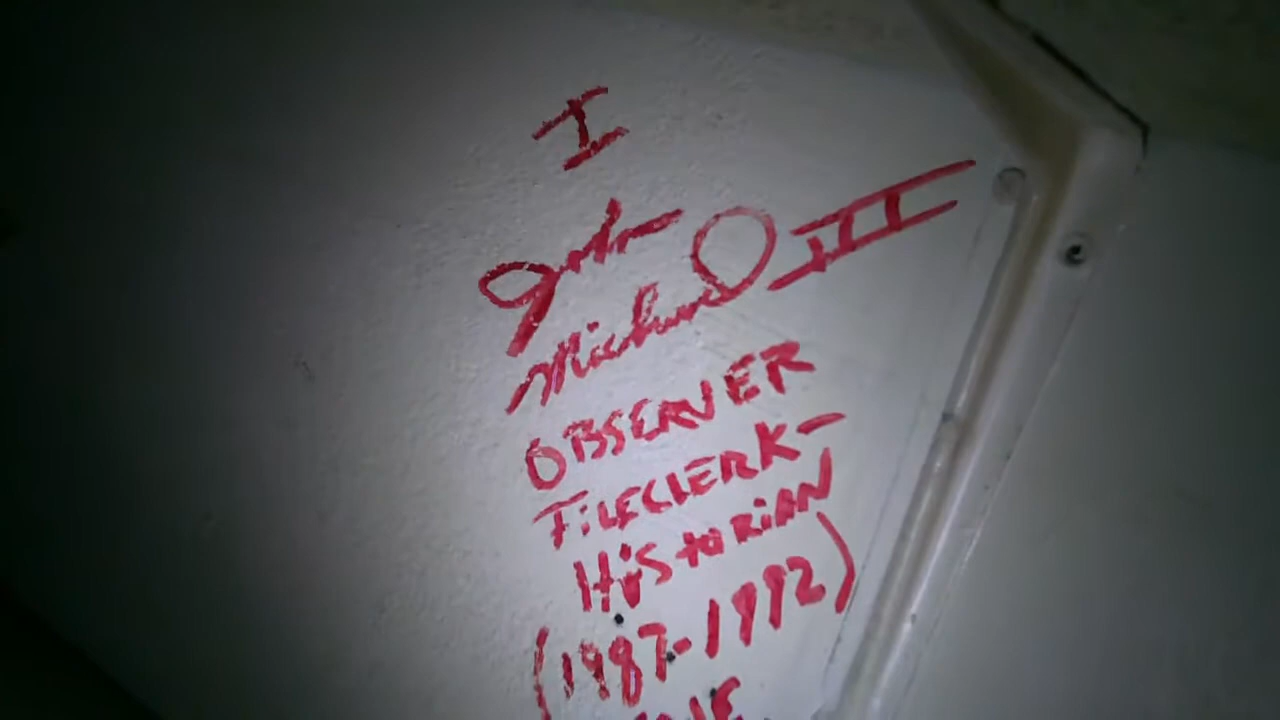 I
John
Michael O III
OBSERVER
FILECLERK-
HISTORIAN
(1987-1992)